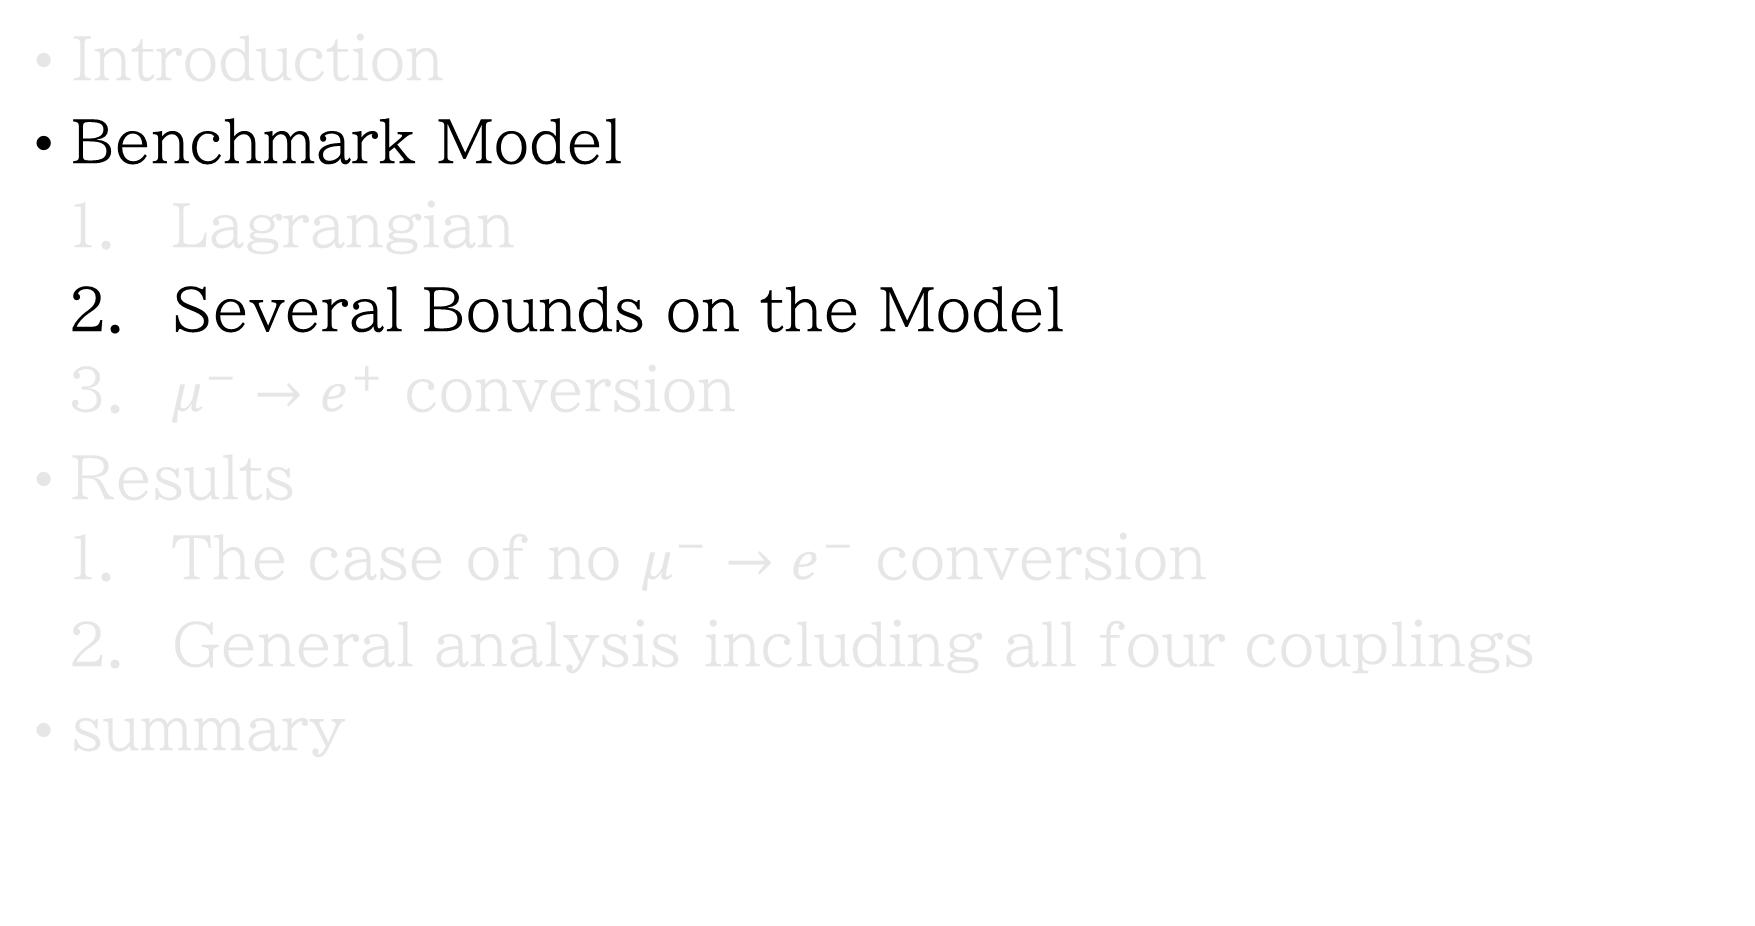 • Introduction
• Benchmark Model
1. Lagrangian
2. Several Bounds on the Model
3. μ⁻ → e⁺ conversion
• Results
1. The case of no μ⁻ → e⁻ conversion
2. General analysis including all four couplings
• summary